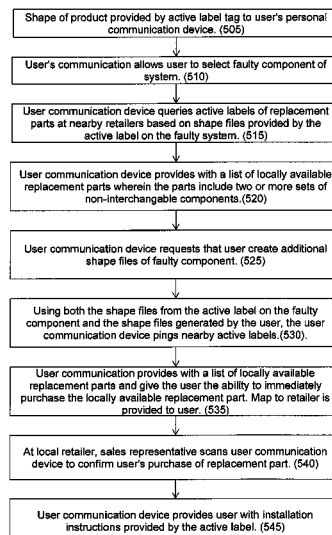 Shape of product provided by active label tag to user's personal
communication device. (505)
User's communication allows user to select faulty component of
system. (510)
User communication device queries active labels of replacement
parts at nearby retailers based on shape files provided by the
active label on the faulty system. (515)
User communication device provides with a list of locally available
replacement parts wherein the parts include two or more sets of
non-interchangable components.(520)
User communication device requests that user create additional
shape files of faulty component. (525)
Using both the shape files from the active label on the faulty
component and the shape files generated by the user, the user
communication device pings nearby active labels.(530).
User communication provides with a list of locally available
replacement parts and give the user the ability to immediately
purchase the locally available replacement part. Map to retailer is
provided to user. (535)
At local retailer, sales representative scans user communication
device to confirm user's purchase of replacement part. (540)
User communication device provides user with installation
instructions provided by the active label. (545)